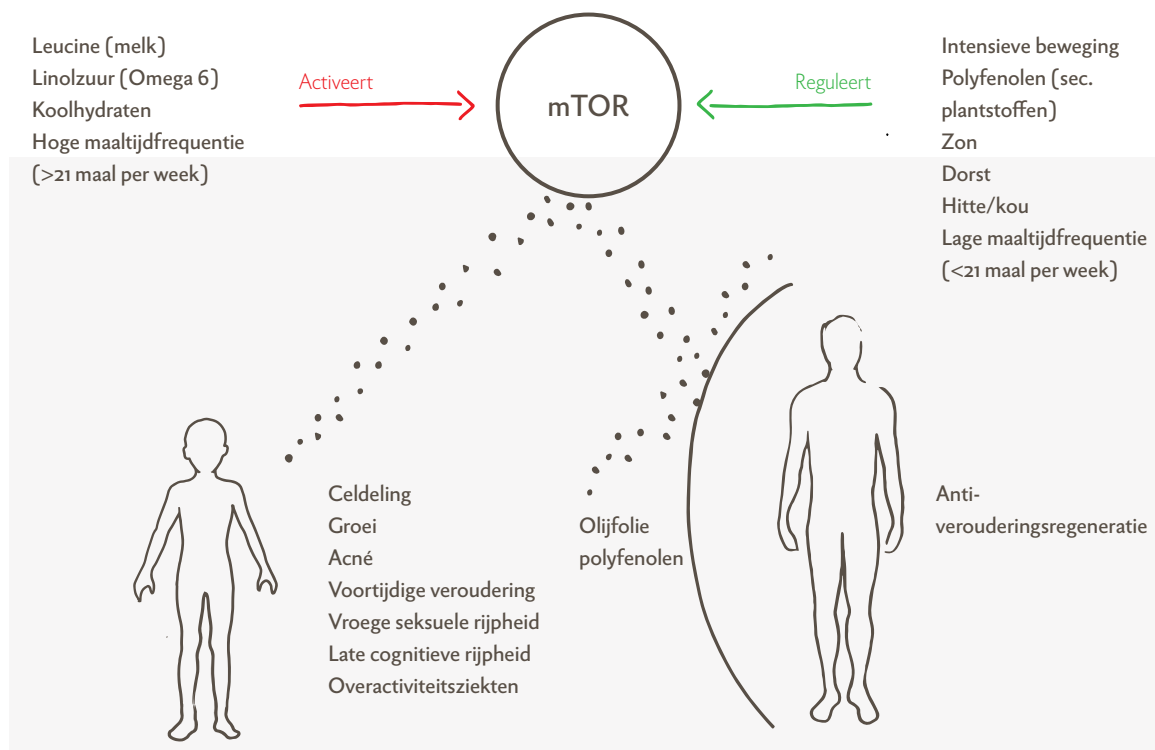 Leucine (melk)
Linolzuur (Omega 6)
Koolhydraten
Hoge maaltijdfrequentie
(>21 maal per week)
Activeert
mTOR
Reguleert
Intensieve beweging
Polyfenolen (sec.
plantstoffen)
Zon
Dorst
Hitte/kou
Lage maaltijdfrequentie
(<21 maal per week)
Celdeling
Groei
Acné
Voortijdige veroudering
Vroege seksuele rijpheid
Late cognitieve rijpheid
Overactiviteitsziekten
Olijfolie
polyfenolen
Anti-
verouderingsregeneratie